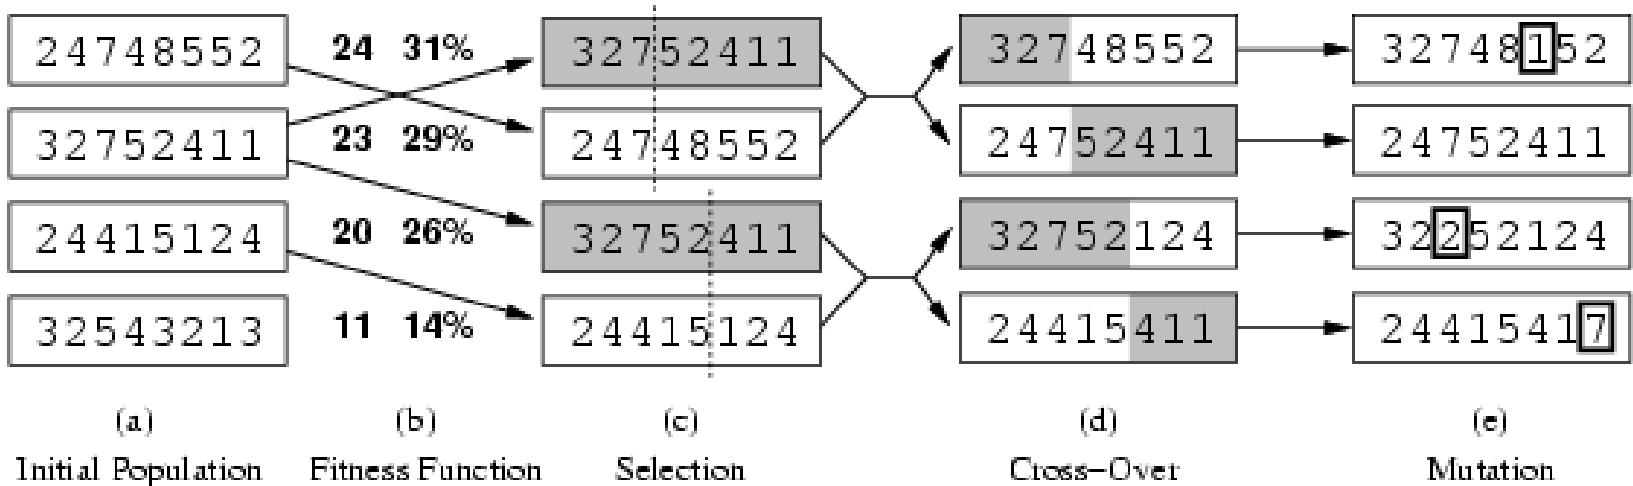 24748552 24 31% 32752411 32748552 32748152
32752411 23 29% 24748552 24752411 24752411
24415124 20 26% 32752411 32752124 32252124
32543213 11 14% 24415124 24415411 24415417
(a) (b) (c) (d) (e)
Initial Population Fitness Function Selection Cross–Over Mutation